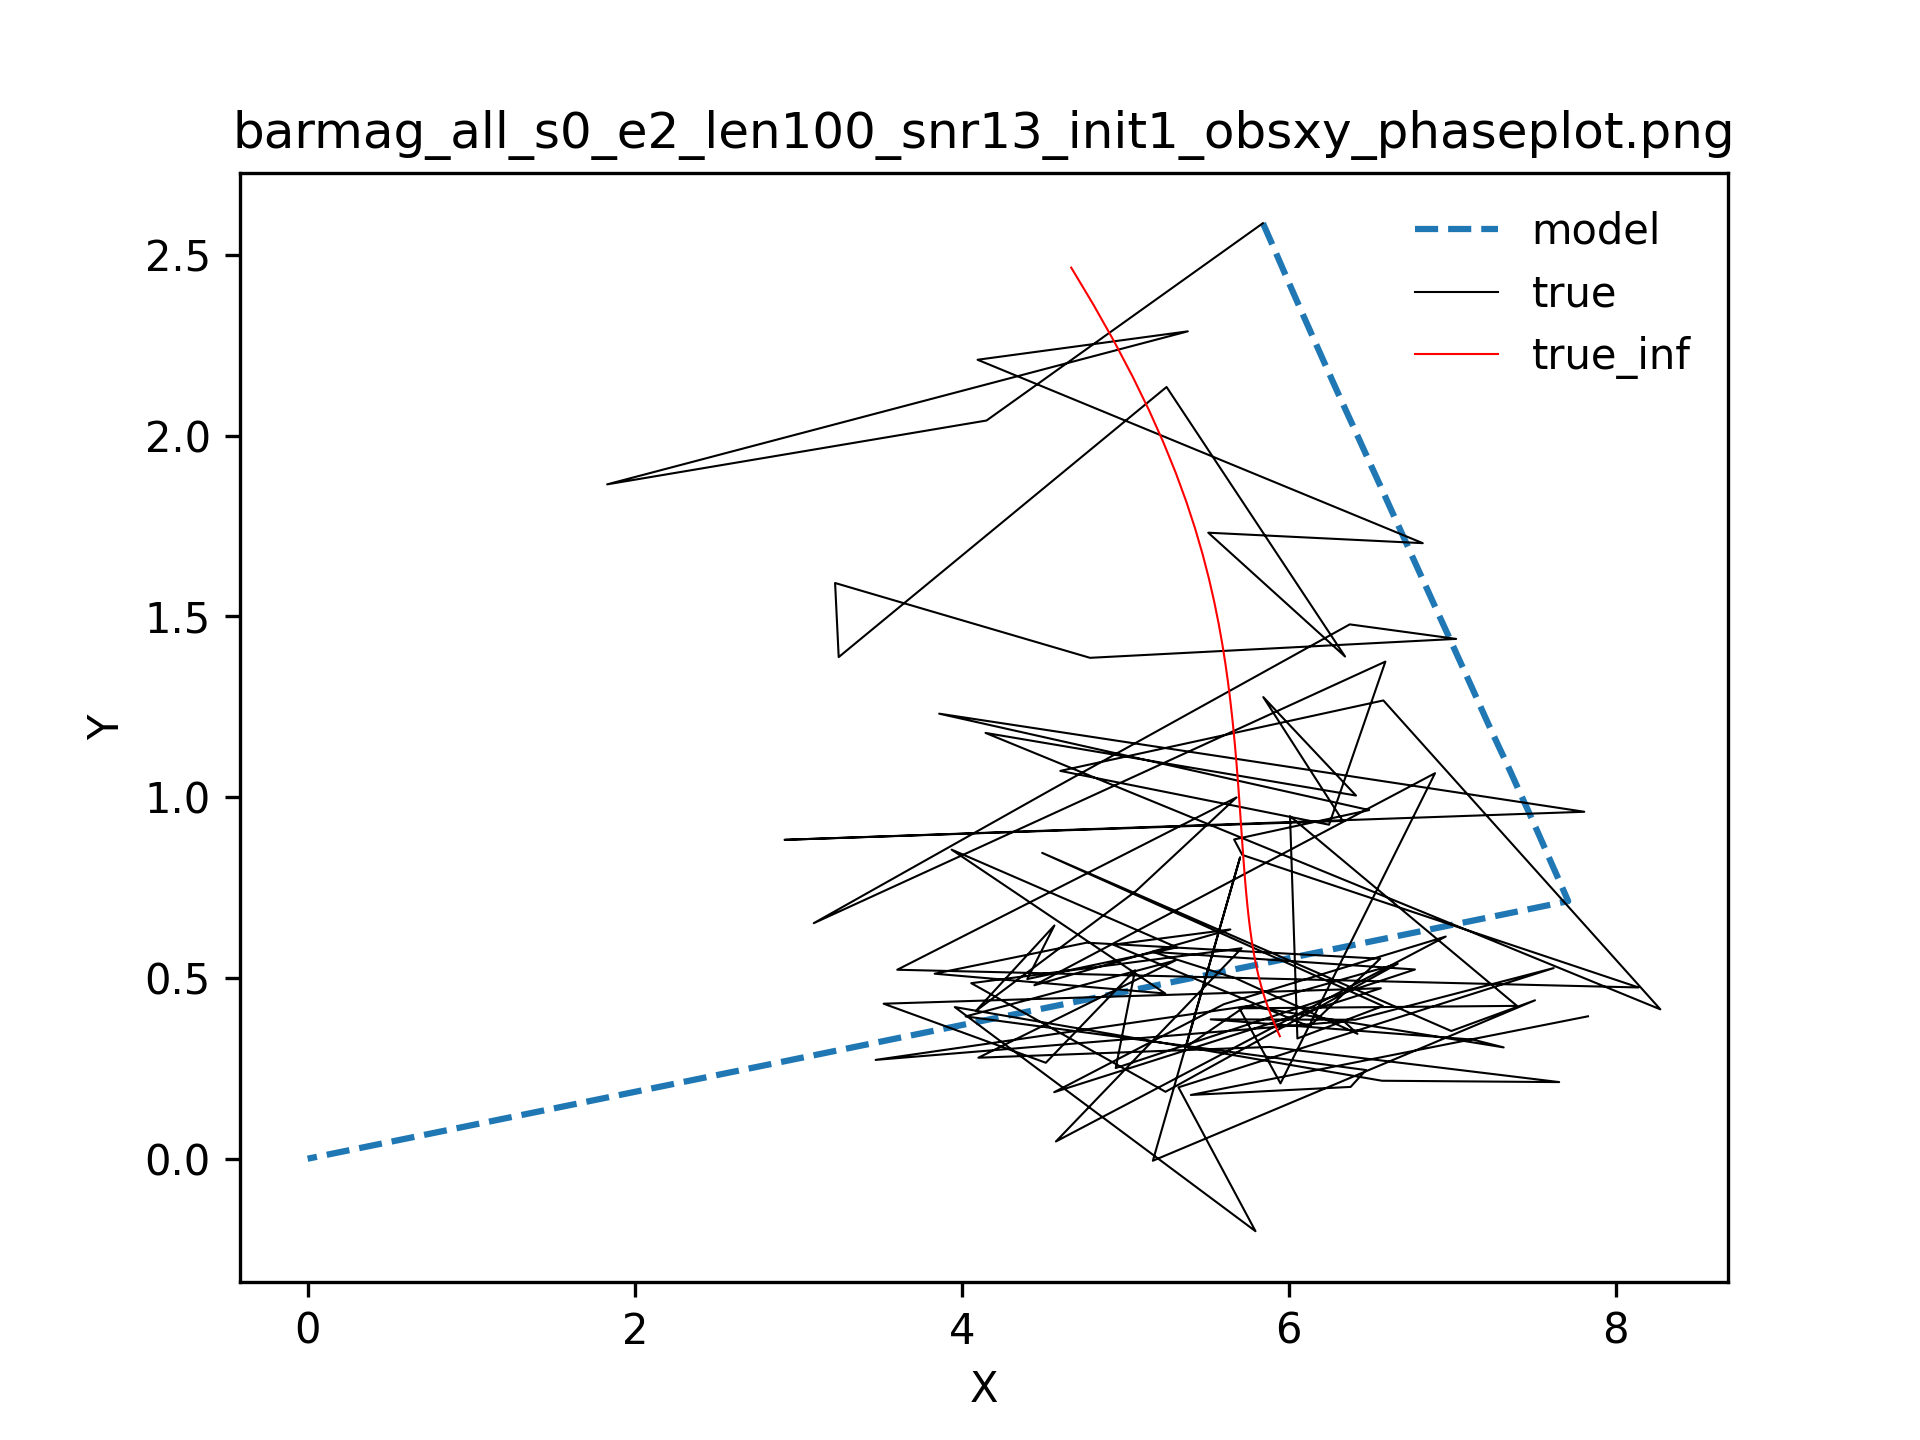 barmag_all_s0_e2_len100_snr13_init1_obsxy_phaseplot.png
model
true
true_inf
2.5
2.0
1.5
1.0
0.5
0.0
Y
0 2 4 6 8
X